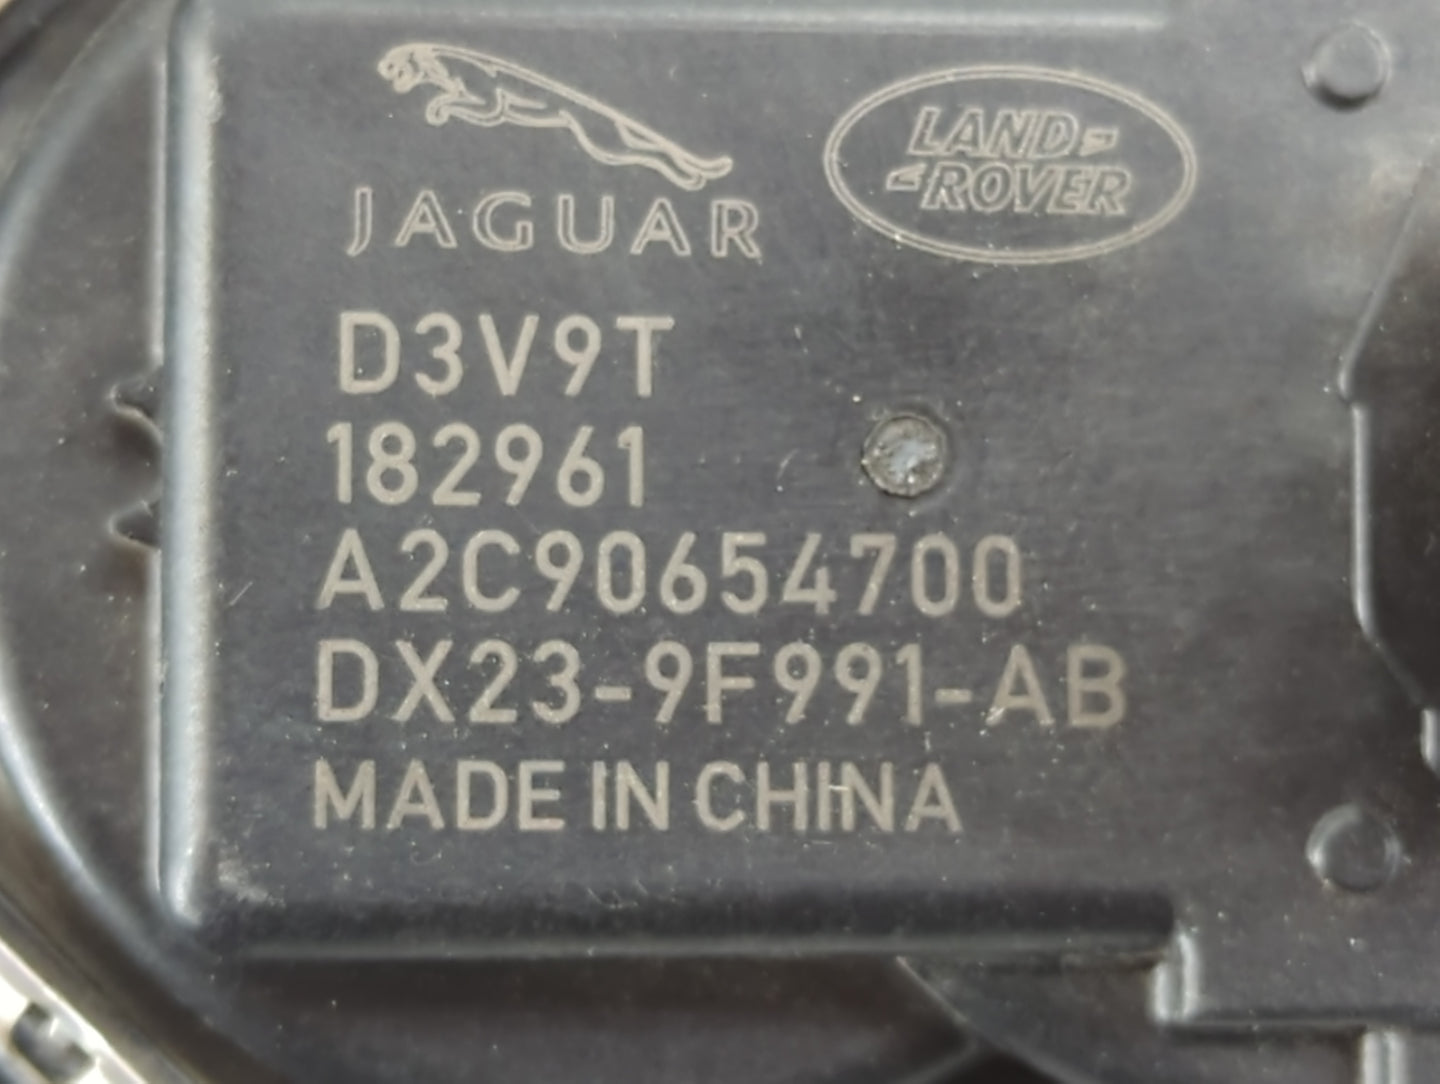 JAGUAR
LAND
ROVER
D3V9T
182961
A2C90654700
DX23-9F991-AB
MADE IN CHINA